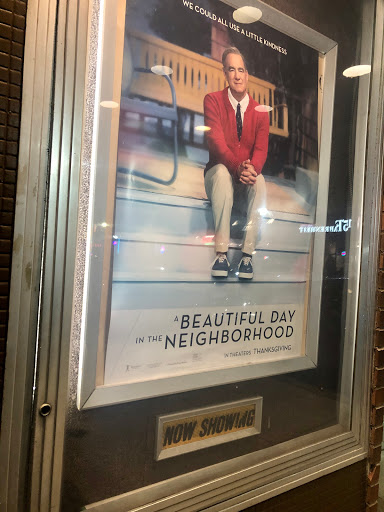 WE COULD ALL USE A LITTLE KINDNESS
A BEAUTIFUL DAY
IN THE NEIGHBORHOOD
IN THEATERS THANKSGIVING
NOW SHOWING